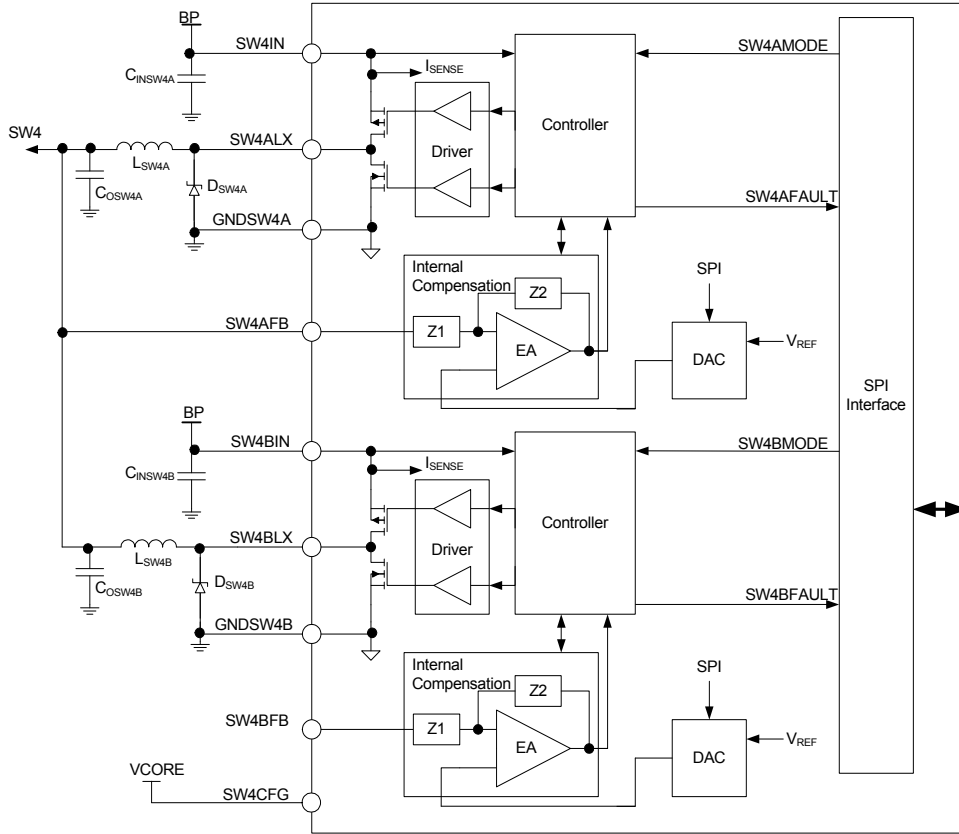 BP
SW4IN
SW4AMODE
I_SENSE
C_INSW4A
Controller
SW4
SW4ALX
Driver
L_SW4A
D_SW4A
C_OSW4A
SW4AFAULT
GNDSW4A
Internal
Compensation
SPI
Z2
SW4AFB
Z1
EA
DAC
V_REF
SPI
Interface
BP
SW4BIN
SW4BMODE
I_SENSE
C_INSW4B
Controller
SW4BLX
Driver
L_SW4B
D_SW4B
C_OSW4B
SW4BFAULT
GNDSW4B
Internal
Compensation
SPI
Z2
SW4BFB
Z1
EA
DAC
V_REF
VCORE
SW4CFG